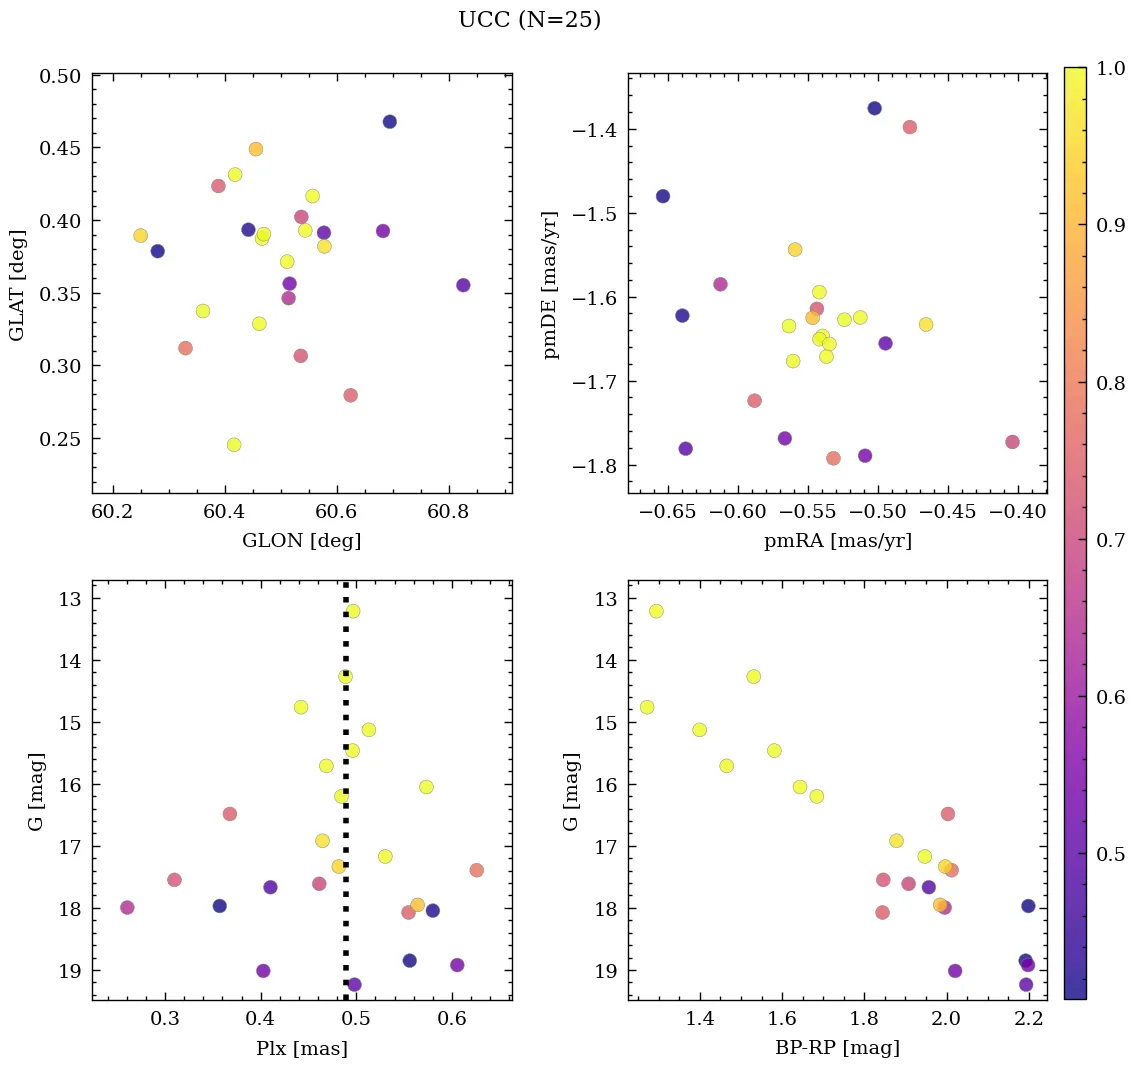 UCC (N=25)
0.50
0.45
0.40
0.35
0.30
0.25
GLAT [deg]
60.2 60.4 60.6 60.8
GLON [deg]
−1.4
−1.5
−1.6
−1.7
−1.8
pmDE [mas/yr]
−0.65 −0.60 −0.55 −0.50 −0.45 −0.40
pmRA [mas/yr]
13
14
15
16
17
18
19
G [mag]
0.3 0.4 0.5 0.6
Plx [mas]
13
14
15
16
17
18
19
G [mag]
1.4 1.6 1.8 2.0 2.2
BP-RP [mag]
1.0
0.9
0.8
0.7
0.6
0.5